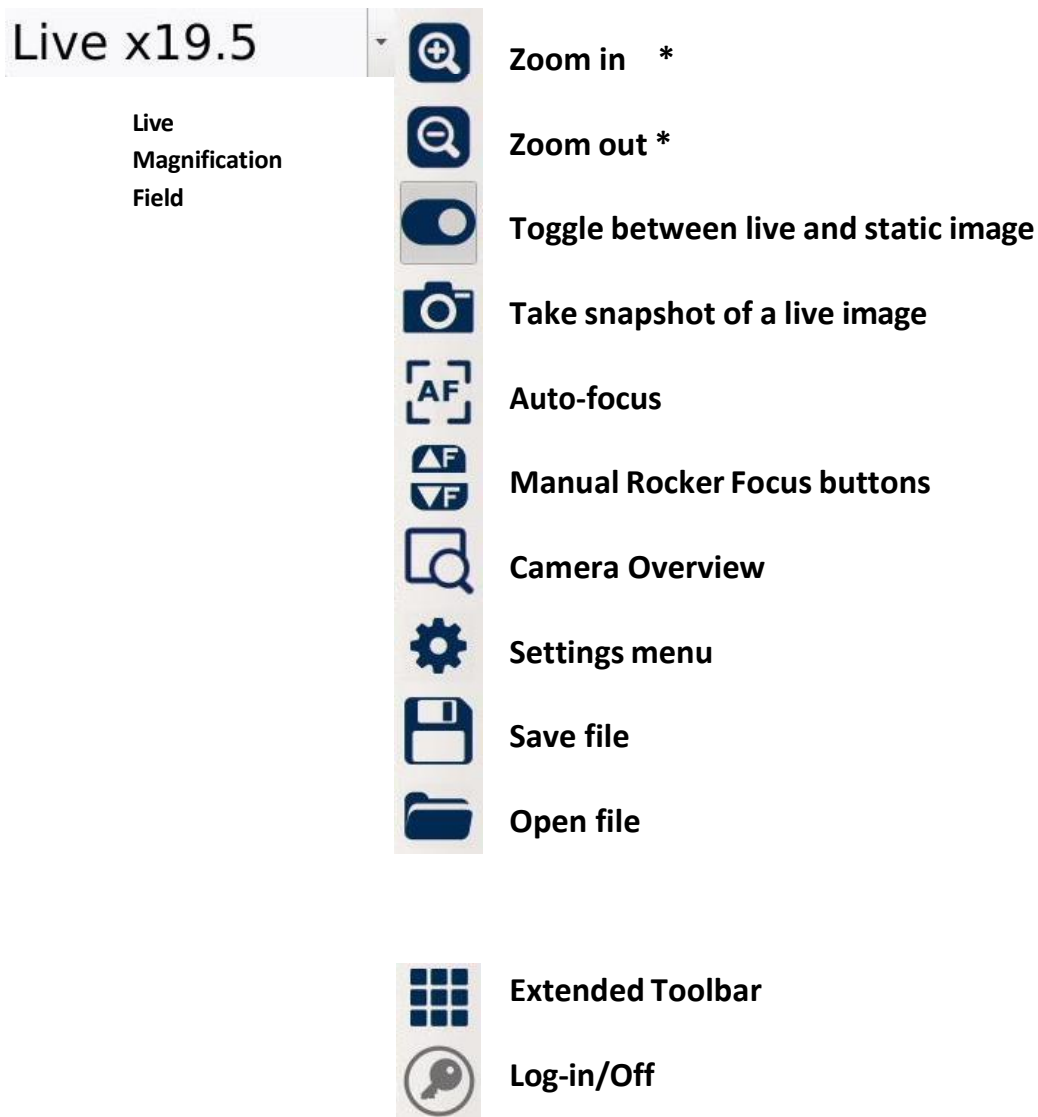 Live x19.5
Zoom in *
Live
Magnification
Field
Zoom out *
Toggle between live and static image
Take snapshot of a live image
AF
Auto-focus
F
F
Manual Rocker Focus buttons
Camera Overview
Settings menu
Save file
Open file
Extended Toolbar
Log-in/Off